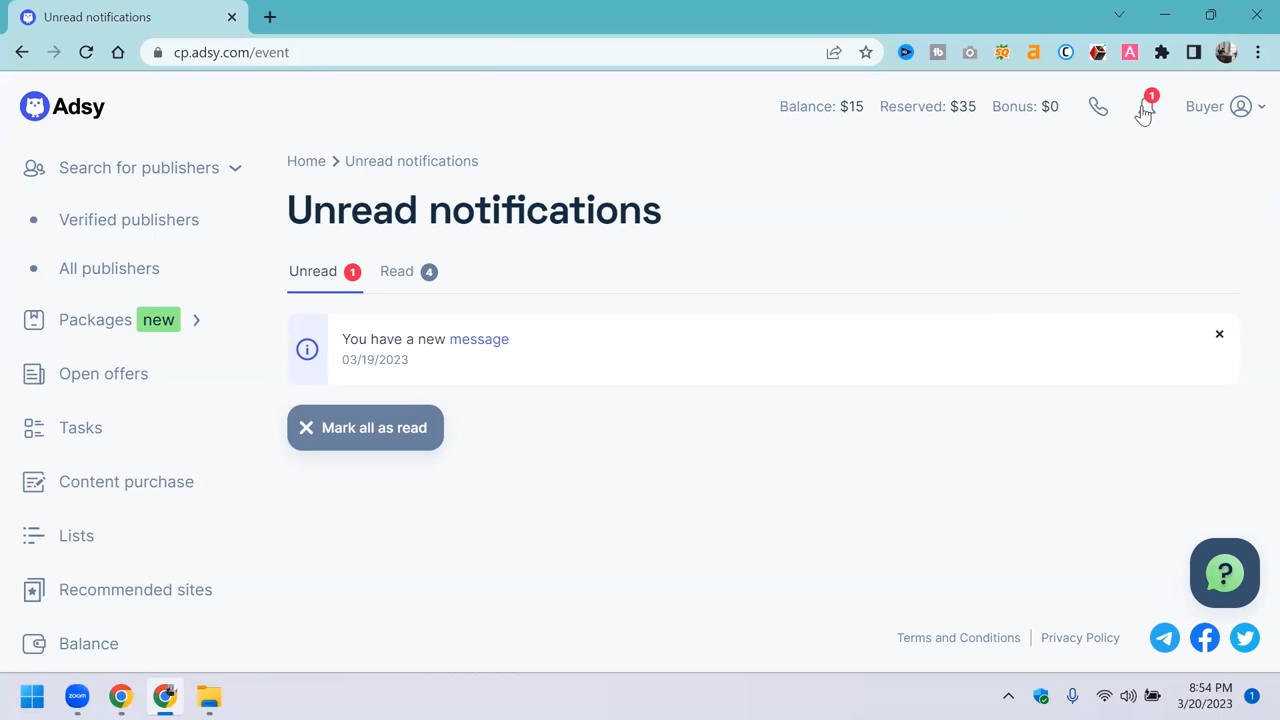 Unread notifications
cp.adsy.com/event
Adsy
Balance: $15 Reserved: $35 Bonus: $0
1
Buyer
Search for publishers
Verified publishers
All publishers
Packages new
Open offers
Tasks
Content purchase
Lists
Recommended sites
Balance
Home > Unread notifications
Unread notifications
Unread 1 Read 4
You have a new message
03/19/2023
Mark all as read
?
Terms and Conditions | Privacy Policy
zoom
8:54 PM
3/20/2023
1